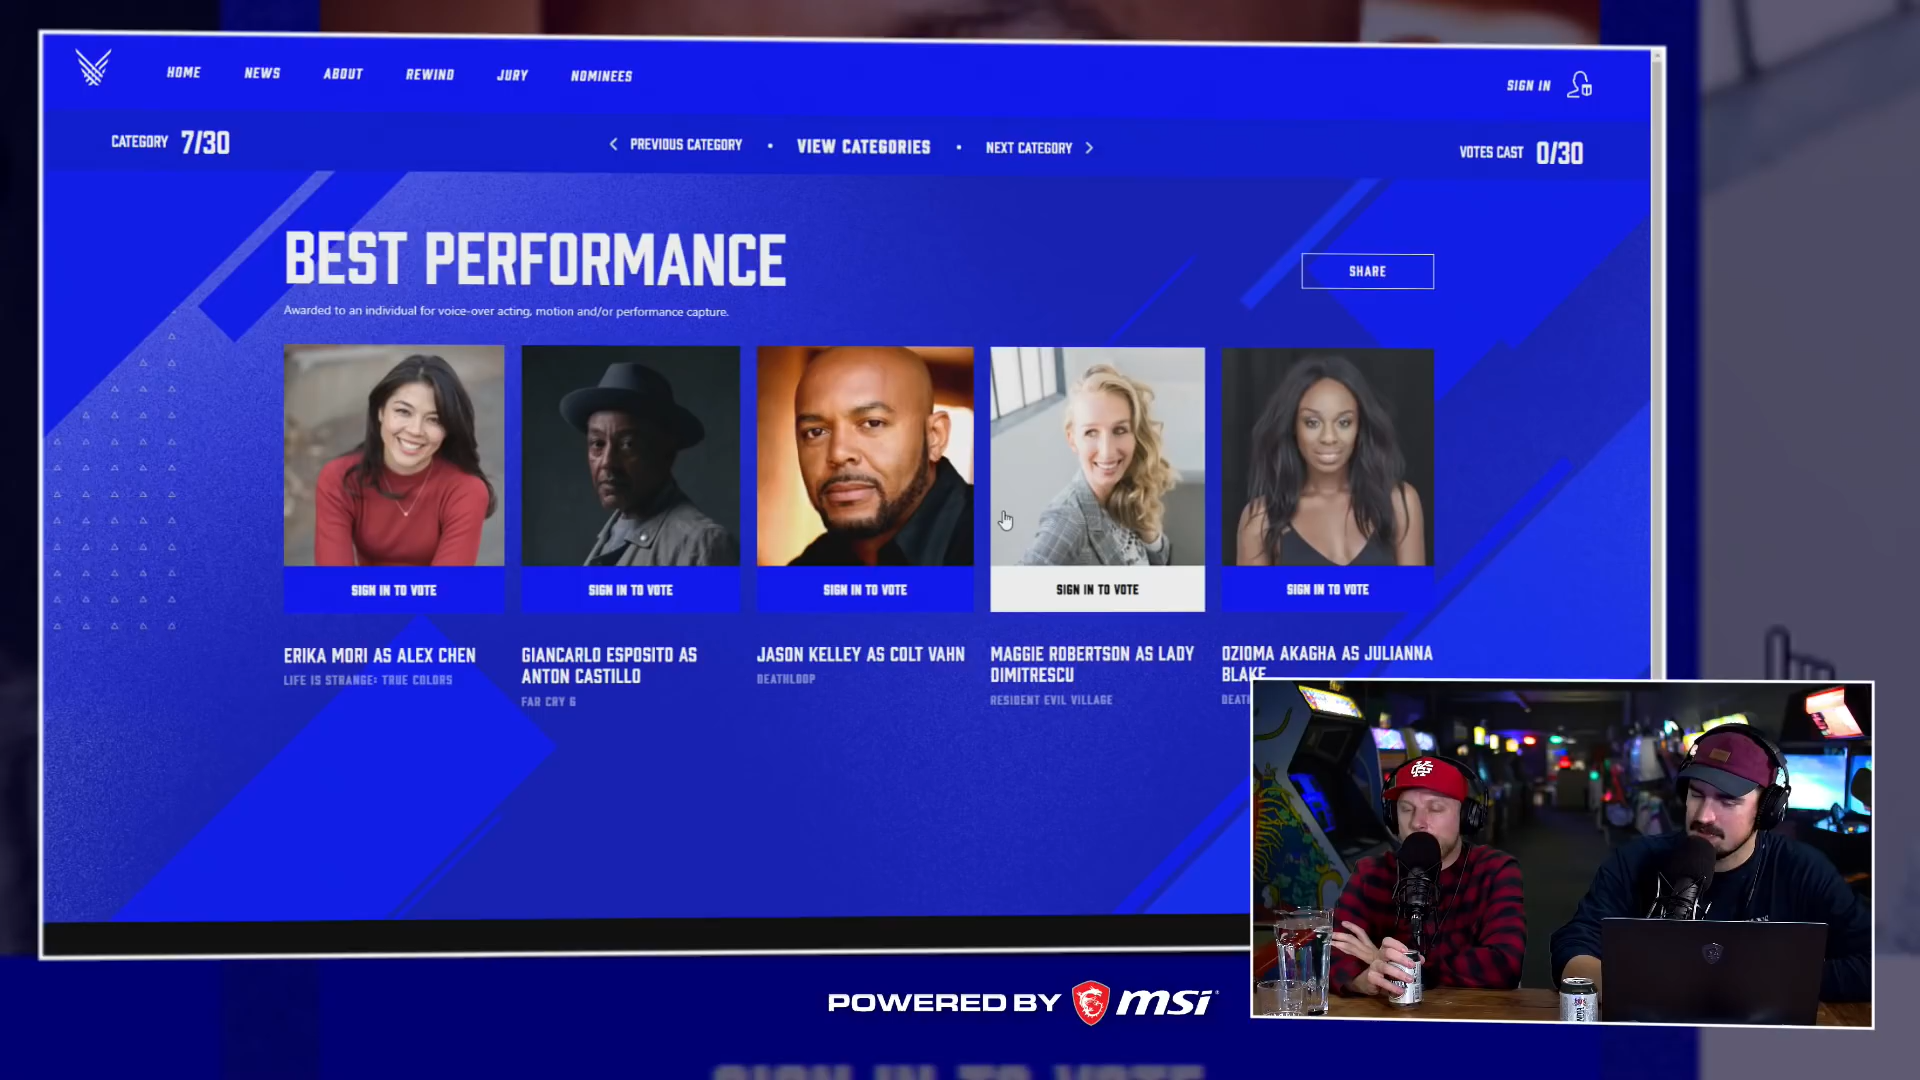 HOME NEWS ABOUT REWIND JURY NOMINEES SIGN IN
CATEGORY 7/30 PREVIOUS CATEGORY • VIEW CATEGORIES • NEXT CATEGORY VOTES CAST 0/30
BEST PERFORMANCE
SHARE
Awarded to an individual for voice-over acting, motion and/or performance capture.
SIGN IN TO VOTE SIGN IN TO VOTE SIGN IN TO VOTE SIGN IN TO VOTE SIGN IN TO VOTE
ERIKA MORI AS ALEX CHEN
LIFE IS STRANGE: TRUE COLORS
GIANCARLO ESPOSITO AS
ANTON CASTILLO
FAR CRY 6
JASON KELLEY AS COLT VAHN
DEATHLOOP
MAGGIE ROBERTSON AS LADY
DIMITRESCU
RESIDENT EVIL VILLAGE
OZIOMA AKAGHA AS JULIANNA
BLAKE
POWERED BY msi
SIGN IN TO VOTE